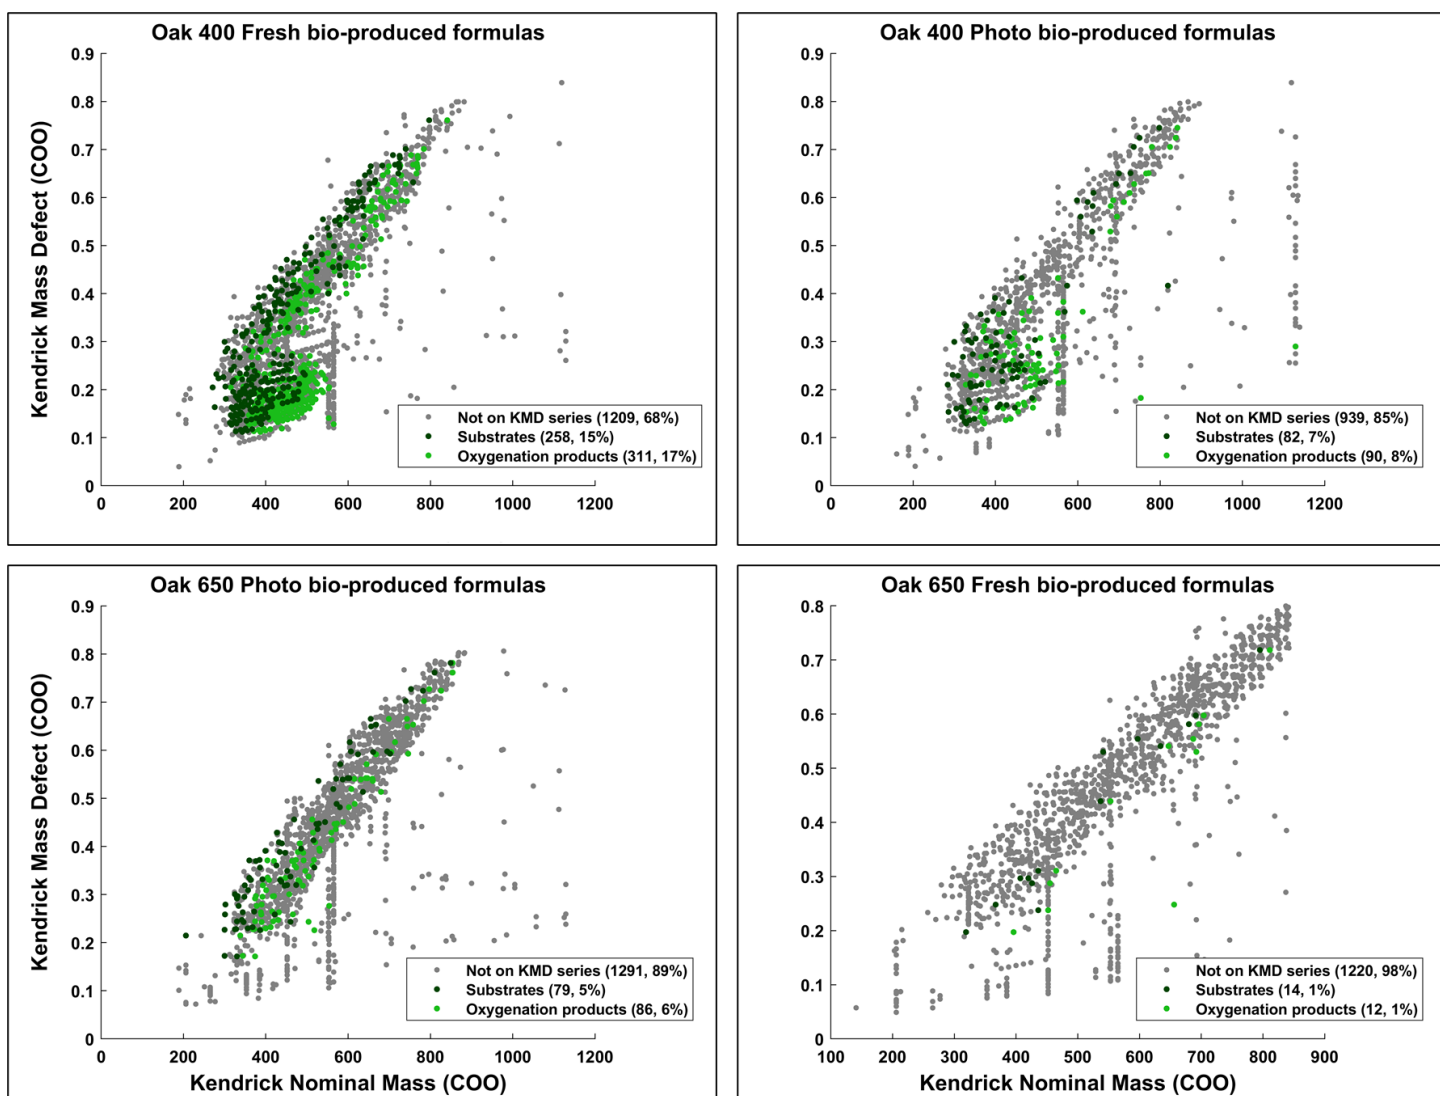 Oak 400 Fresh bio-produced formulas
0.9
0.8
0.7
0.6
0.5
0.4
0.3
0.2
0.1
0
Kendrick Mass Defect (COO)
Not on KMD series (1209, 68%)
Substrates (258, 15%)
Oxygenation products (311, 17%)
0 200 400 600 800 1000 1200
Oak 400 Photo bio-produced formulas
0.9
0.8
0.7
0.6
0.5
0.4
0.3
0.2
0.1
0
Not on KMD series (939, 85%)
Substrates (82, 7%)
Oxygenation products (90, 8%)
0 200 400 600 800 1000 1200
Oak 650 Photo bio-produced formulas
0.9
0.8
0.7
0.6
0.5
0.4
0.3
0.2
0.1
0
Kendrick Mass Defect (COO)
Not on KMD series (1291, 89%)
Substrates (79, 5%)
Oxygenation products (86, 6%)
0 200 400 600 800 1000 1200
Kendrick Nominal Mass (COO)
Oak 650 Fresh bio-produced formulas
0.8
0.7
0.6
0.5
0.4
0.3
0.2
0.1
0
Not on KMD series (1220, 98%)
Substrates (14, 1%)
Oxygenation products (12, 1%)
100 200 300 400 500 600 700 800 900
Kendrick Nominal Mass (COO)